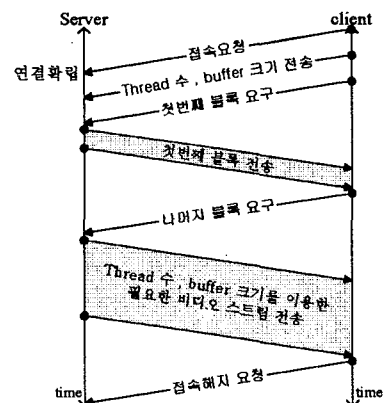 Server
client
접속요청
연결확립
Thread 수 , buffer 크기 전송
첫번째 블록 요구
첫번째 블록 전송
나머지 블록 요구
Thread 수 , buffer 크기를 이용한
필요한 비디오 스트림 전송
접속해지 요청
time
time